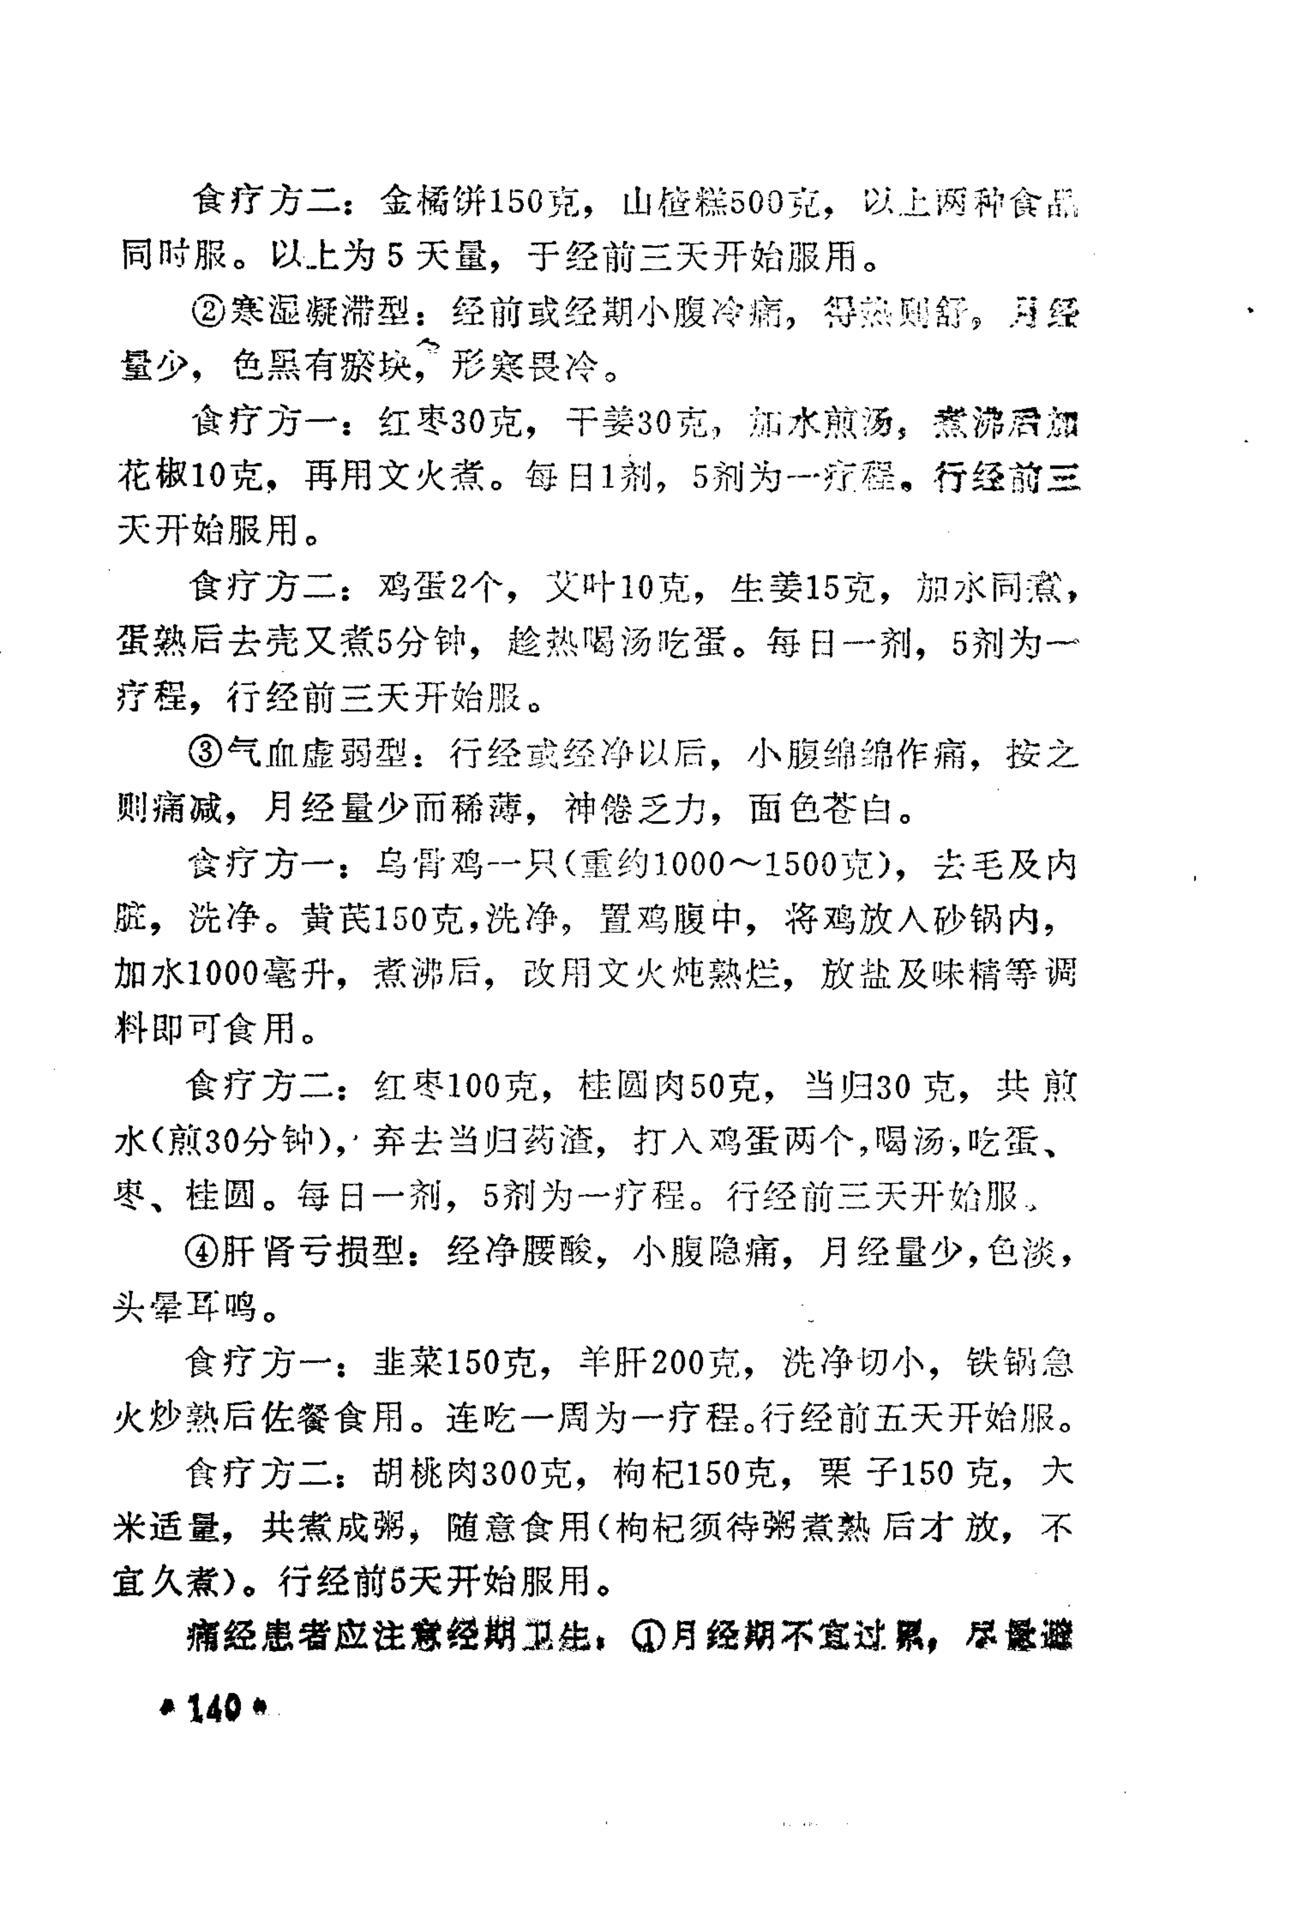 食疗方二：金橘饼150克，山楂糕500克，以上两种食品
同时服。以上为5天量，于经前三天开始服用。
②寒湿凝滞型：经前或经期小腹冷痛，得热则舒，月经
量少，色黑有瘀块，形寒畏冷。
食疗方一：红枣30克，干姜30克，加水煎汤，煮沸后加
花椒10克，再用文火煮。每日1剂，5剂为一疗程。行经前三
天开始服用。
食疗方二：鸡蛋2个，艾叶10克，生姜15克，加水同煮，
蛋熟后去壳又煮5分钟，趁热喝汤吃蛋。每日一剂，5剂为一
疗程，行经前三天开始服。
③气血虚弱型：行经或经净以后，小腹绵绵作痛，按之
则痛减，月经量少而稀薄，神倦乏力，面色苍白。
食疗方一：乌骨鸡一只（重约1000～1500克），去毛及内
脏，洗净。黄芪150克，洗净，置鸡腹中，将鸡放入砂锅内，
加水1000毫升，煮沸后，改用文火炖熟烂，放盐及味精等调
料即可食用。
食疗方二：红枣100克，桂圆肉50克，当归30克，共煎
水（煎30分钟），弃去当归药渣，打入鸡蛋两个，喝汤，吃蛋、
枣、桂圆。每日一剂，5剂为一疗程。行经前三天开始服。
④肝肾亏损型：经净腰酸，小腹隐痛，月经量少，色淡，
头晕耳鸣。
食疗方一：韭菜150克，羊肝200克，洗净切小，铁锅急
火炒熟后佐餐食用。连吃一周为一疗程。行经前五天开始服。
食疗方二：胡桃肉300克，枸杞150克，栗子150克，大
米适量，共煮成粥，随意食用（枸杞须待粥煮熟后才放，不
宜久煮）。行经前5天开始服用。
痛经患者应注意经期卫生：①月经期不宜过累，尽量避
•140•